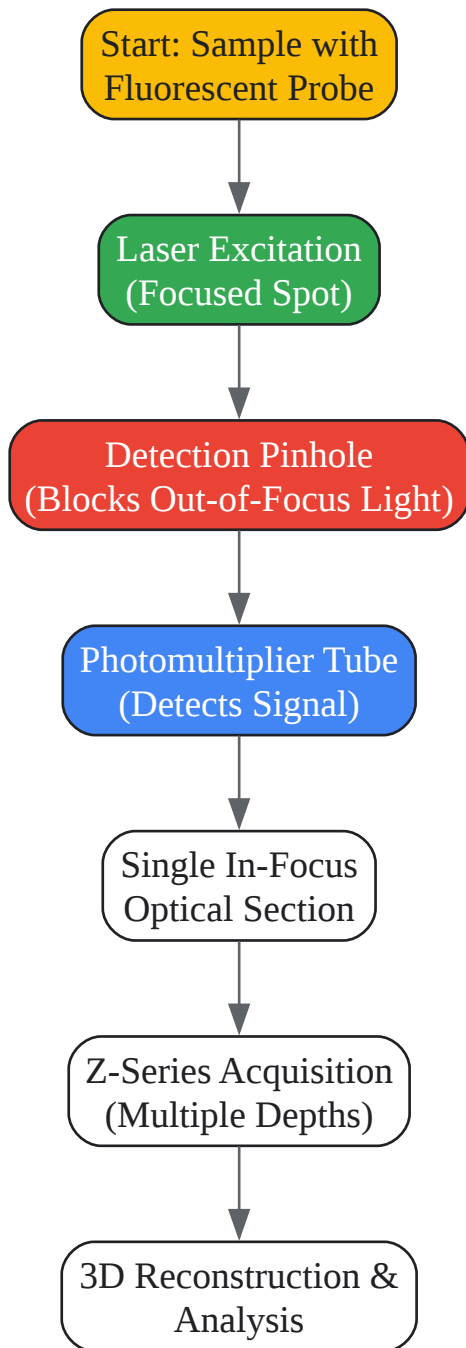 Start: Sample with
Fluorescent Probe
Laser Excitation
(Focused Spot)
Detection Pinhole
(Blocks Out-of-Focus Light)
Photomultiplier Tube
(Detects Signal)
Single In-Focus
Optical Section
Z-Series Acquisition
(Multiple Depths)
3D Reconstruction &
Analysis